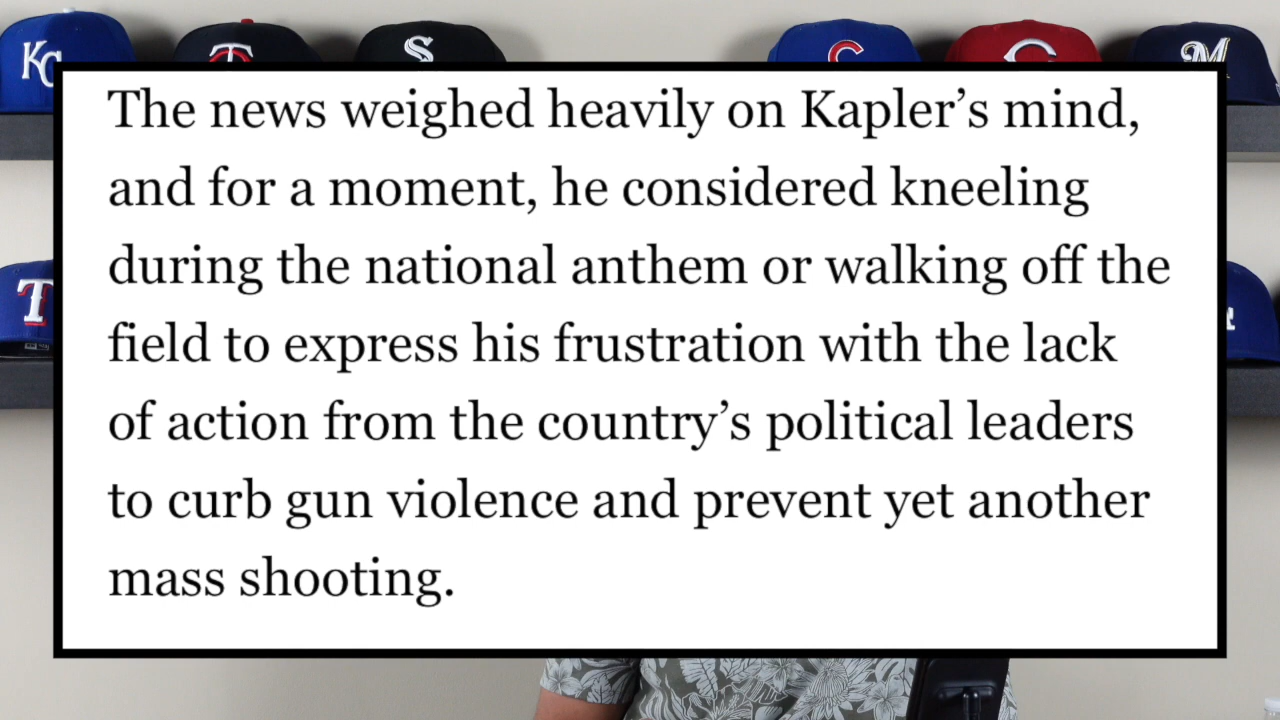 KC
T
S
C
C
M
The news weighed heavily on Kapler’s mind,
and for a moment, he considered kneeling
during the national anthem or walking off the
field to express his frustration with the lack
of action from the country’s political leaders
to curb gun violence and prevent yet another
mass shooting.
T